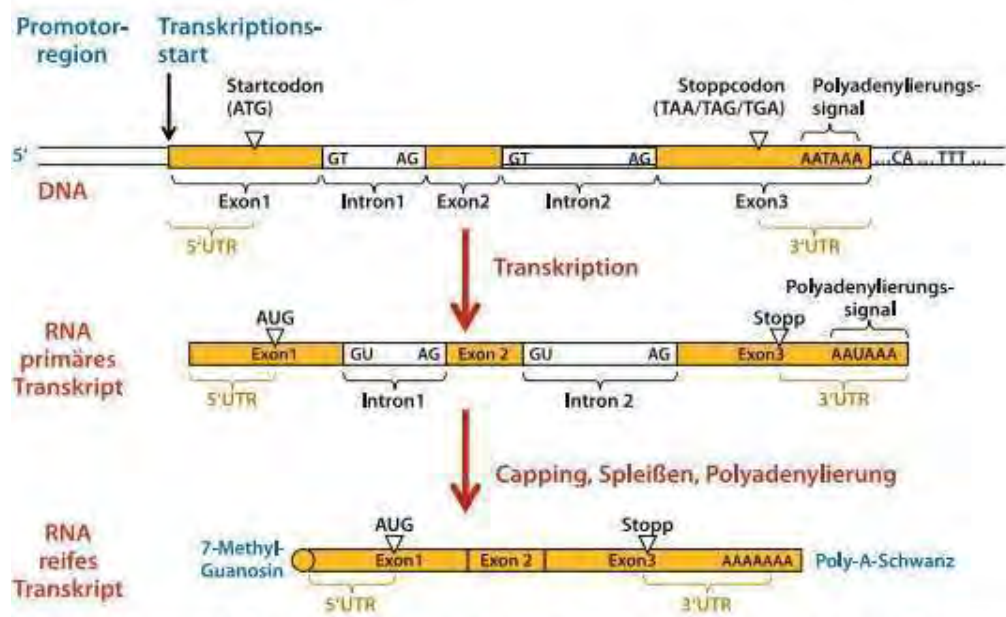 Promotor-
region
Transkriptions-
start
Startcodon
(ATG)
Stoppcodon
(TAA/TAG/TGA)
Polyadenylierungs-
signal
5'
GT AG GT AG AATAAA ...CA ... TTT ...
DNA
Exon1 Intron1 Exon2 Intron2 Exon3
5'UTR 3'UTR
Transkription
Polyadenylierungs-
signal
RNA
primäres
Transkript
AUG Stopp
Exon1 GU AG Exon 2 GU AG Exon3 AAUAAA
5'UTR Intron1 Intron 2 3'UTR
Capping, Spleißen, Polyadenylierung
RNA
reifes
Transkript
AUG Stopp
7-Methyl-
Guanosin
Exon1 Exon 2 Exon3 AAAAAAA
Poly-A-Schwanz
5'UTR 3'UTR